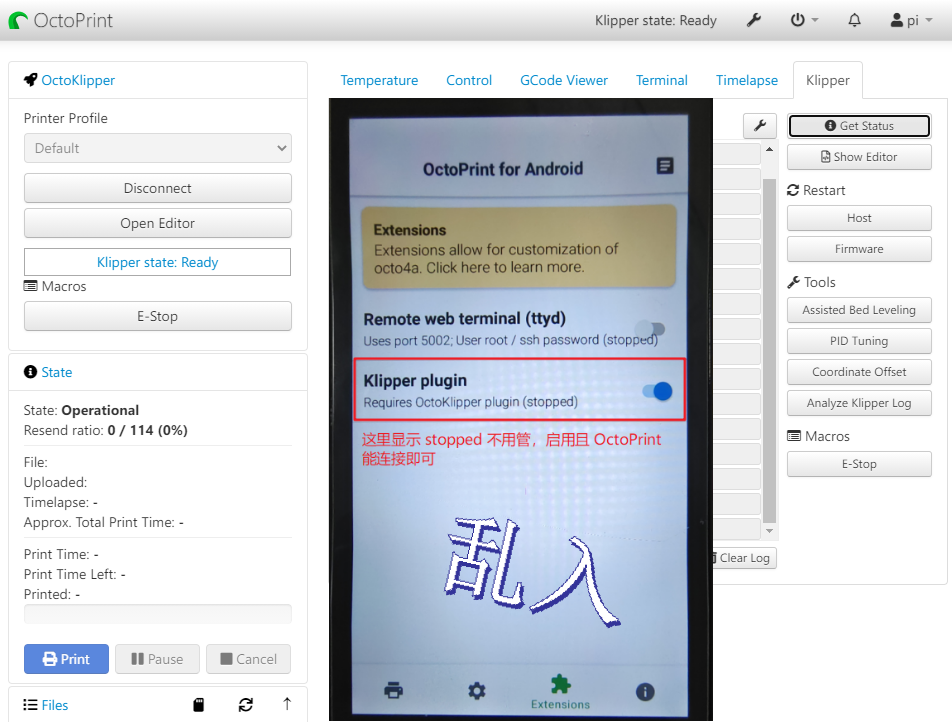 OctoPrint
Klipper state: Ready
pi
OctoKlipper
Printer Profile
Default
Disconnect
Open Editor
Klipper state: Ready
Macros
E-Stop
State
State: Operational
Resend ratio: 0 / 114 (0%)
File:
Uploaded:
Timelapse: -
Approx. Total Print Time: -
Print Time: -
Print Time Left: -
Printed: -
Print
Pause
Cancel
Files
Temperature
Control
GCode Viewer
Terminal
Timelapse
Klipper
OctoPrint for Android
Extensions
Extensions allow for customization of
octo4a. Click here to learn more.
Remote web terminal (ttyd)
Uses port 5002; User root / ssh password (stopped)
Klipper plugin
Requires OctoKlipper plugin (stopped)
这里显示 stopped 不用管，启用且 OctoPrint
能连接即可
乱入
Extensions
Get Status
Show Editor
Restart
Host
Firmware
Tools
Assisted Bed Leveling
PID Tuning
Coordinate Offset
Analyze Klipper Log
Macros
E-Stop
Clear Log